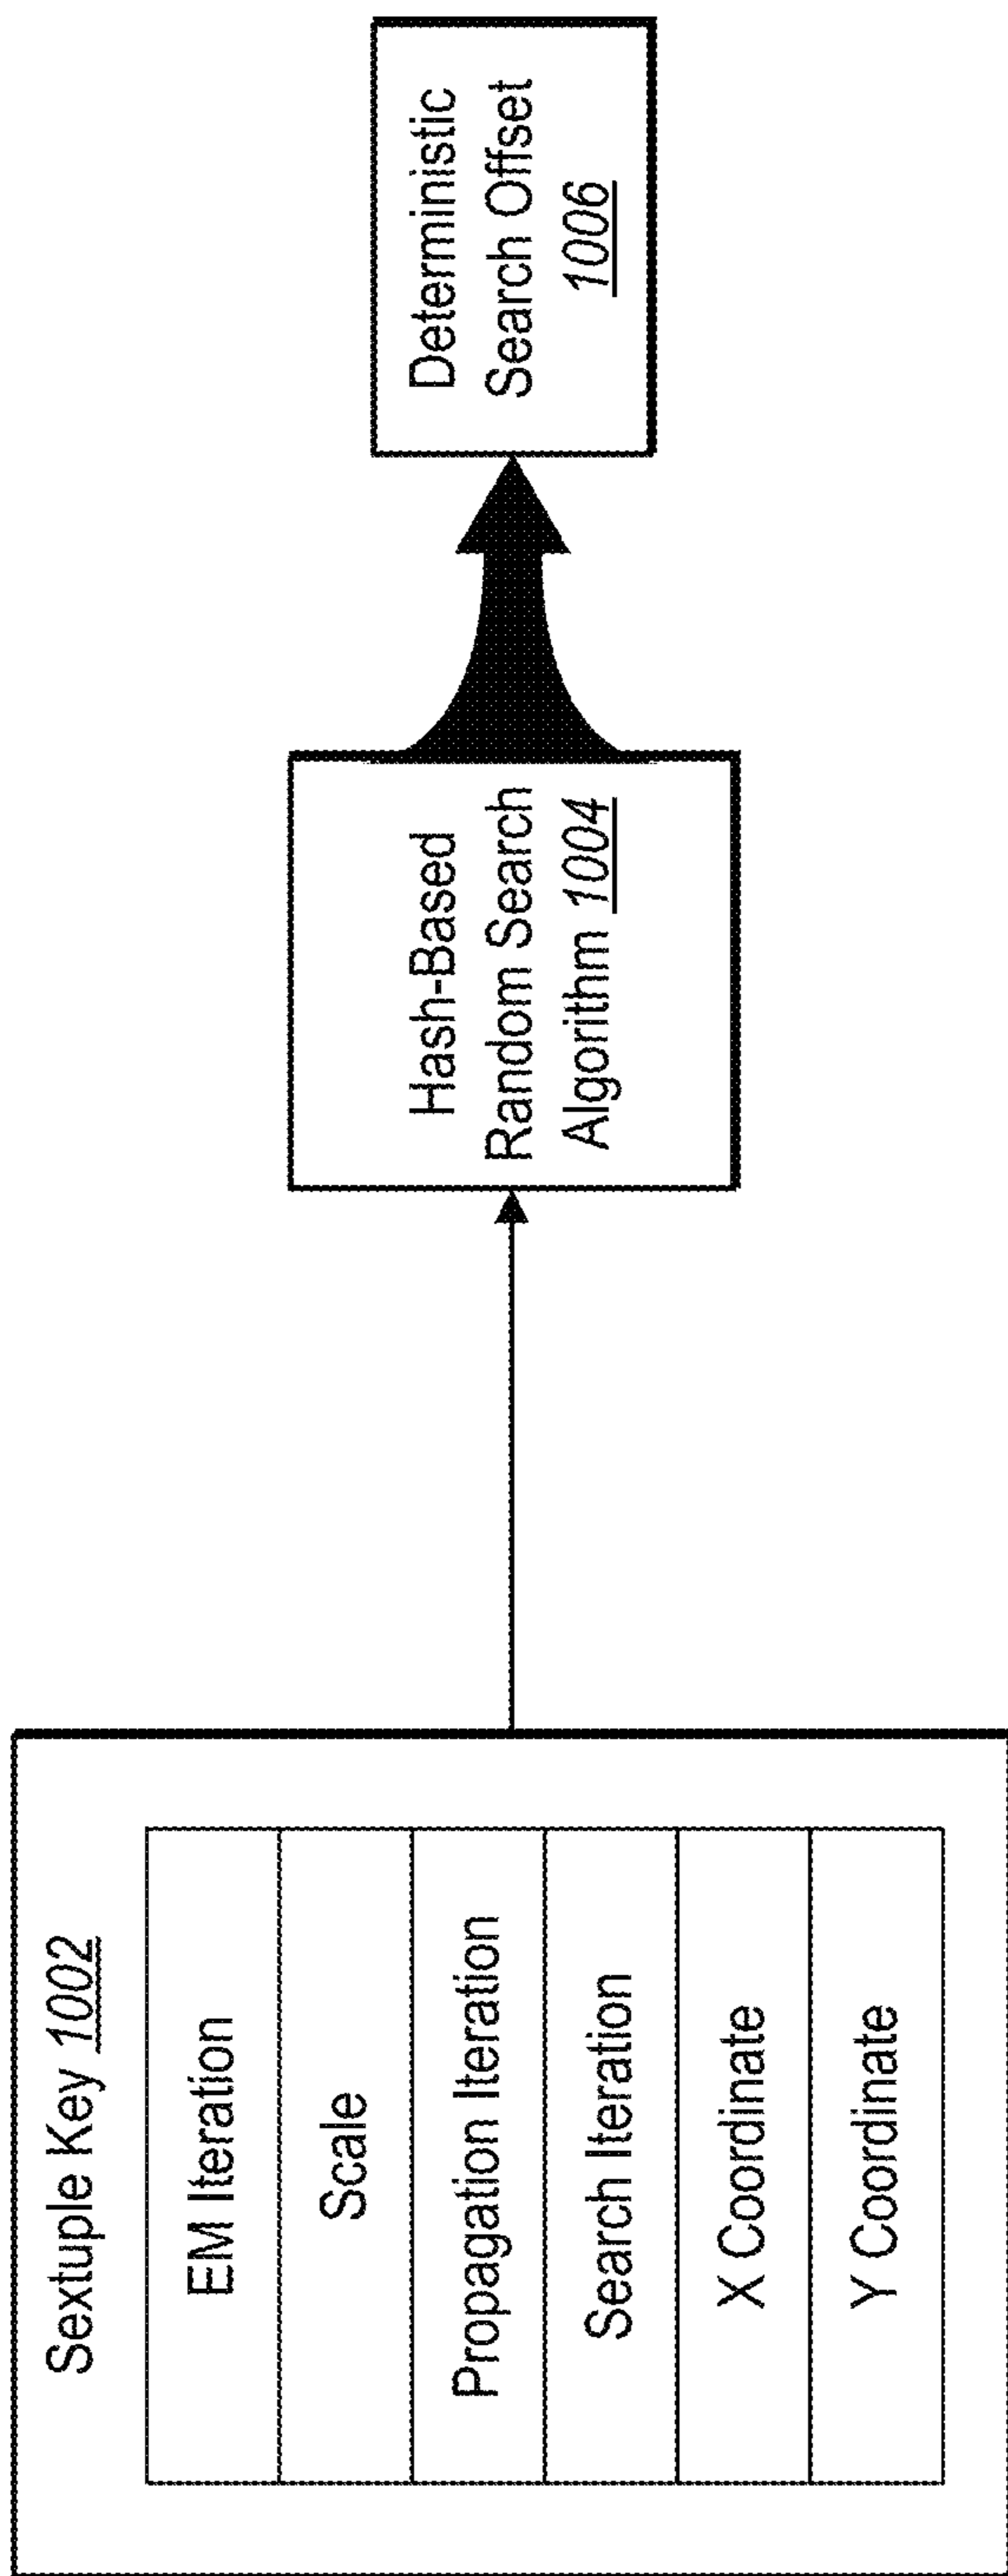 Sextuple Key 1002
EM Iteration
Scale
Propagation Iteration
Search Iteration
X Coordinate
Y Coordinate
Hash-Based
Random Search
Algorithm 1004
Deterministic
Search Offset
1006